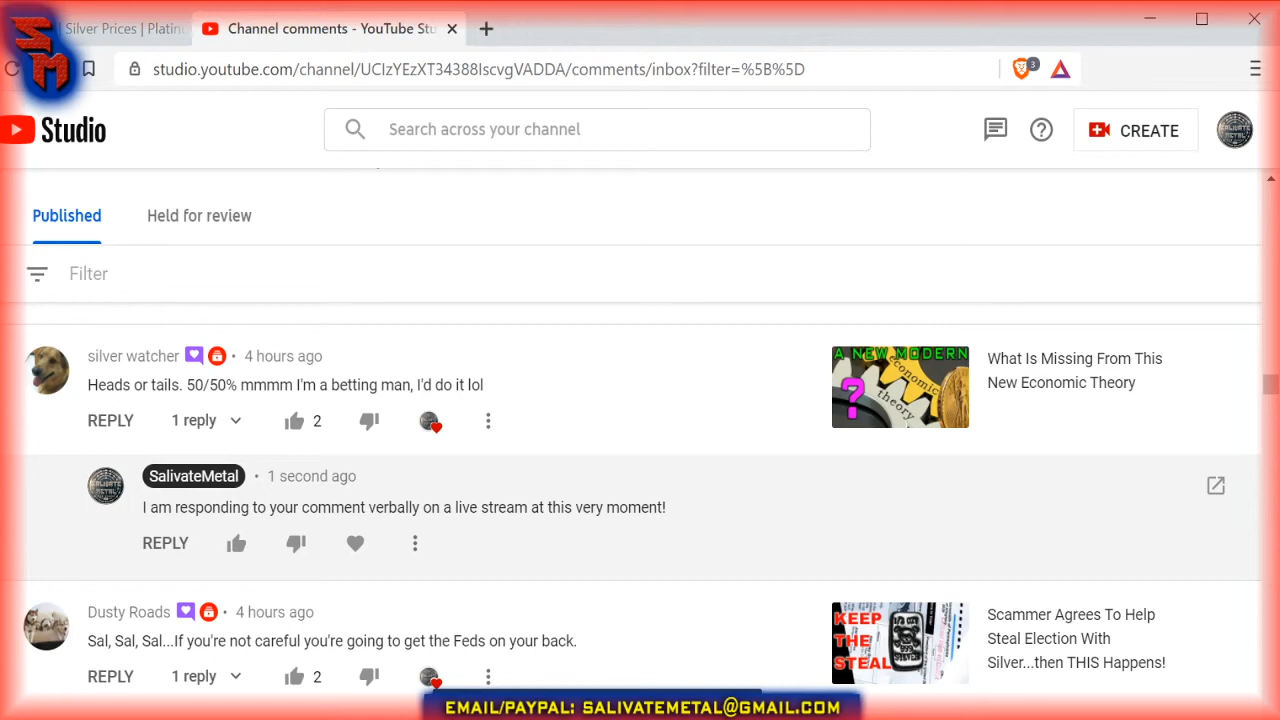 SM
| Silver Prices | Platin
Channel comments - YouTube Stu
studio.youtube.com/channel/UCIzYEzXT34388IscvgVADDA/comments/inbox?filter=%5B%5D
3
Studio
Search across your channel
CREATE
Published
Held for review
Filter
silver watcher • 4 hours ago
Heads or tails. 50/50% mmmm I'm a betting man, I'd do it lol
REPLY 1 reply 2
A NEW MODERN
economic
theory
?
What Is Missing From This
New Economic Theory
SalivateMetal • 1 second ago
I am responding to your comment verbally on a live stream at this very moment!
REPLY
Dusty Roads • 4 hours ago
Sal, Sal, Sal...If you're not careful you're going to get the Feds on your back.
REPLY 1 reply 2
KEEP
THE
STEAL
Scammer Agrees To Help
Steal Election With
Silver...then THIS Happens!
EMAIL/PAYPAL: SALIVATEMETAL@GMAIL.COM